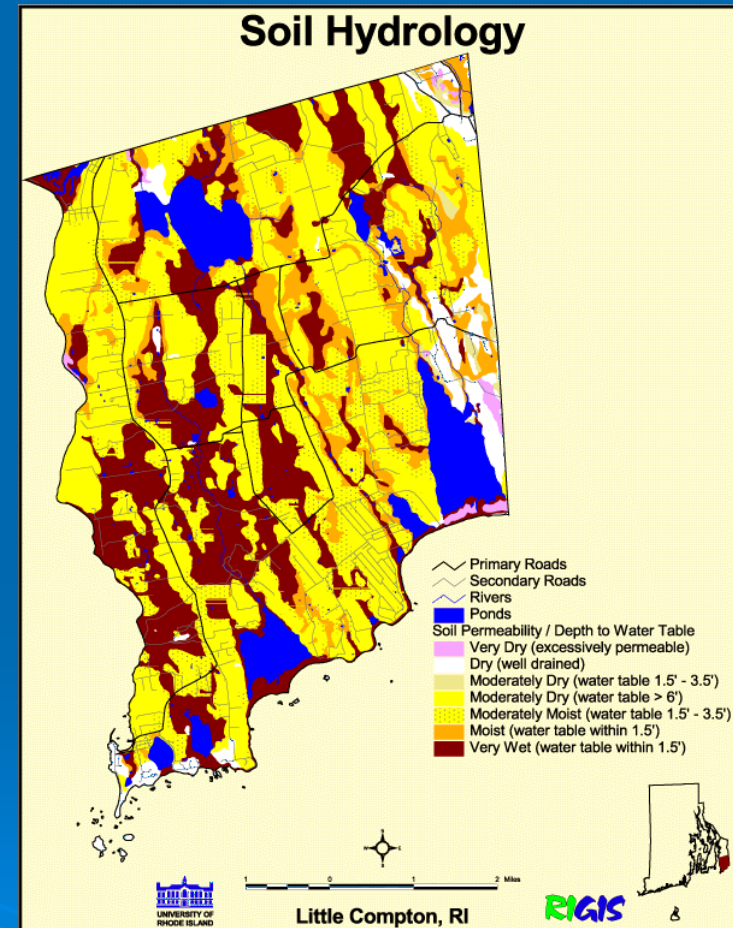 Soil Hydrology
Primary Roads
Secondary Roads
Rivers
Ponds
Soil Permeability / Depth to Water Table
Very Dry (excessively permeable)
Dry (well drained)
Moderately Dry (water table 1.5' - 3.5')
Moderately Dry (water table > 6')
Moderately Moist (water table 1.5' - 3.5')
Moist (water table within 1.5')
Very Wet (water table within 1.5')
1 0 1 2 Miles
UNIVERSITY OF
RHODE ISLAND
Little Compton, RI
RIGIS